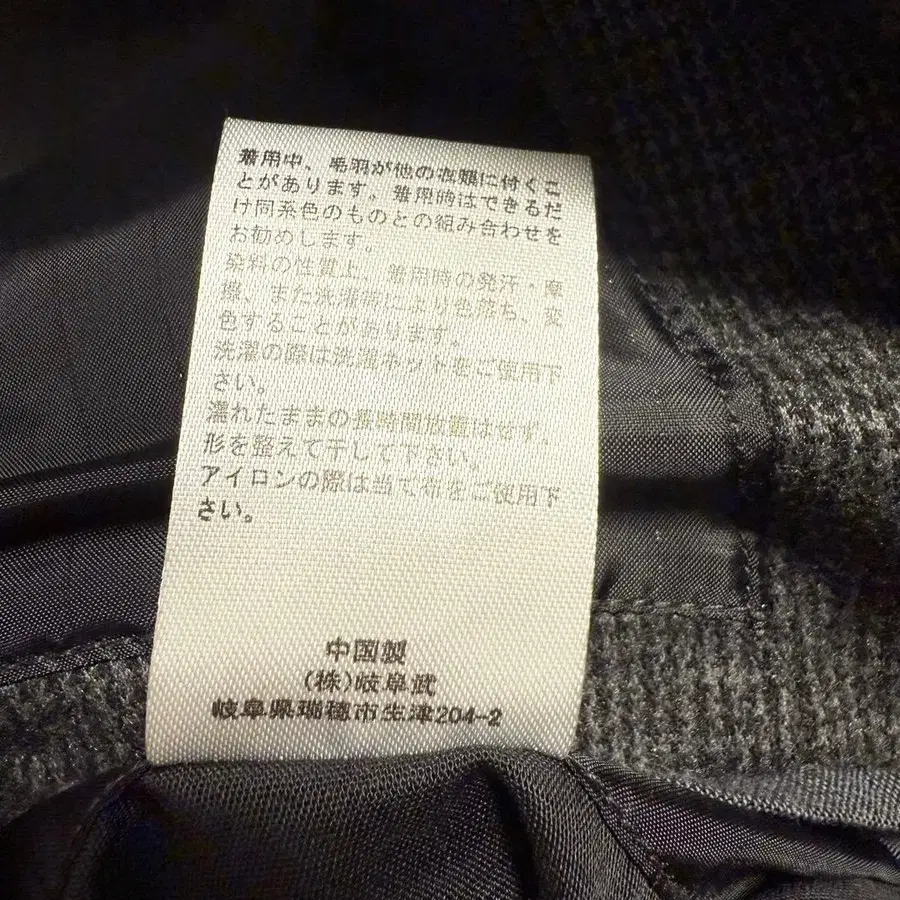 着用中、毛羽が他の衣類に付くこ
とがあります。着用時はできるだ
け同系色のものとの組み合わせを
お勧めします。
染料の性質上、着用時の発汗・摩
擦、また洗濯等により色落ち、変
色することがあります。
洗濯の際は洗濯ネットをご使用下
さい。
濡れたままの長時間放置はせず、
形を整えて干して下さい。
アイロンの際は当て布をご使用下
さい。
中国製
(株)岐阜武
岐阜県瑞穂市生津204-2